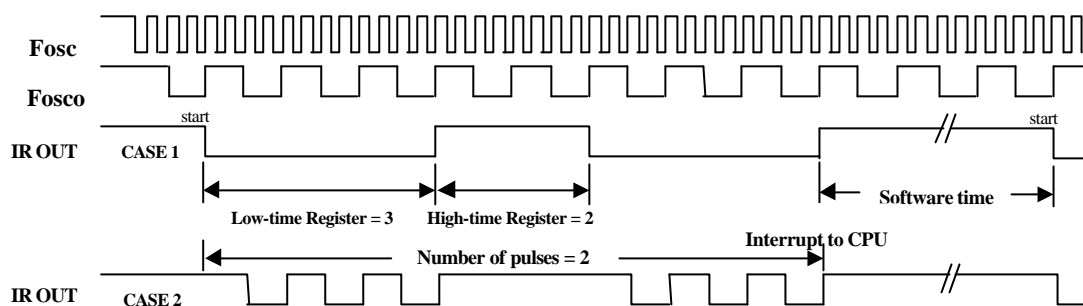 Fosc
Fosco
start
start
IR OUT
CASE 1
Software time
Low-time Register = 3
High-time Register = 2
Interrupt to CPU
Number of pulses = 2
IR OUT
CASE 2